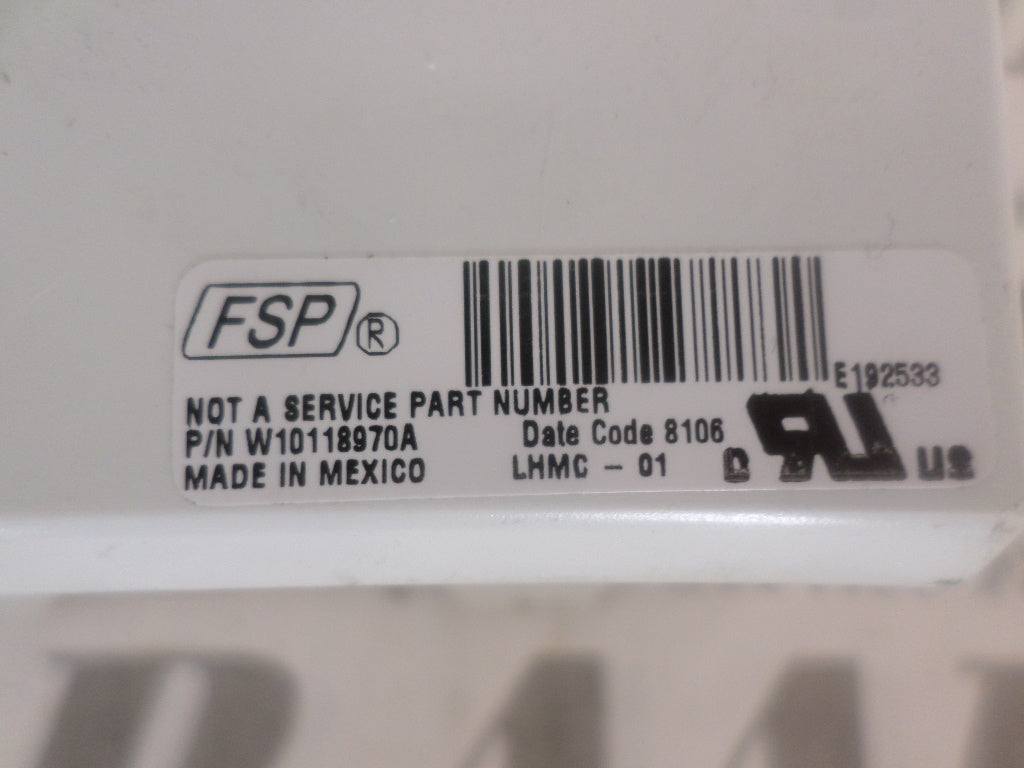 FSP®
E192533
NOT A SERVICE PART NUMBER
P/N W10118970A Date Code 8106
MADE IN MEXICO LHMC - 01
us